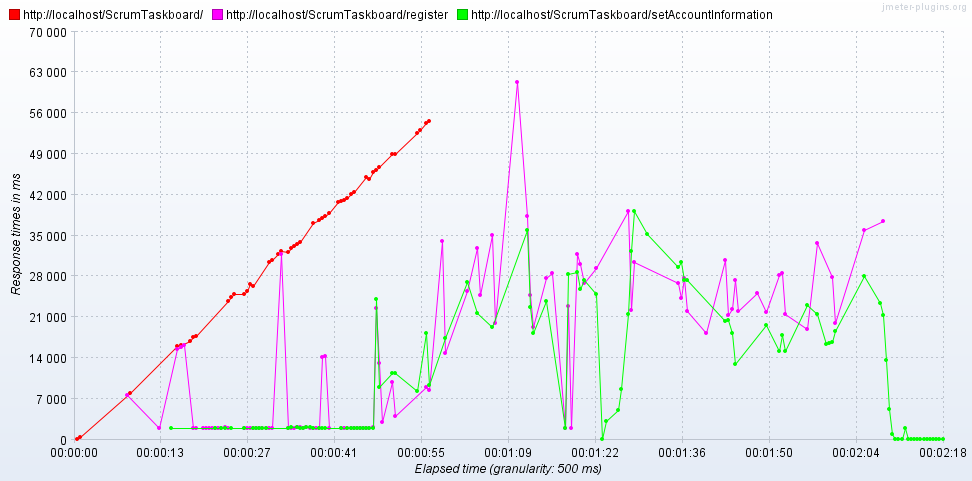 http://localhost/ScrumTaskboard/ http://localhost/ScrumTaskboard/register http://localhost/ScrumTaskboard/setAccountInformation
jmeter-plugins.org
70 000
63 000
56 000
49 000
42 000
35 000
28 000
21 000
14 000
7 000
0
Response times in ms
00:00:00 00:00:13 00:00:27 00:00:41 00:00:55 00:01:09 00:01:22 00:01:36 00:01:50 00:02:04 00:02:18
Elapsed time (granularity: 500 ms)